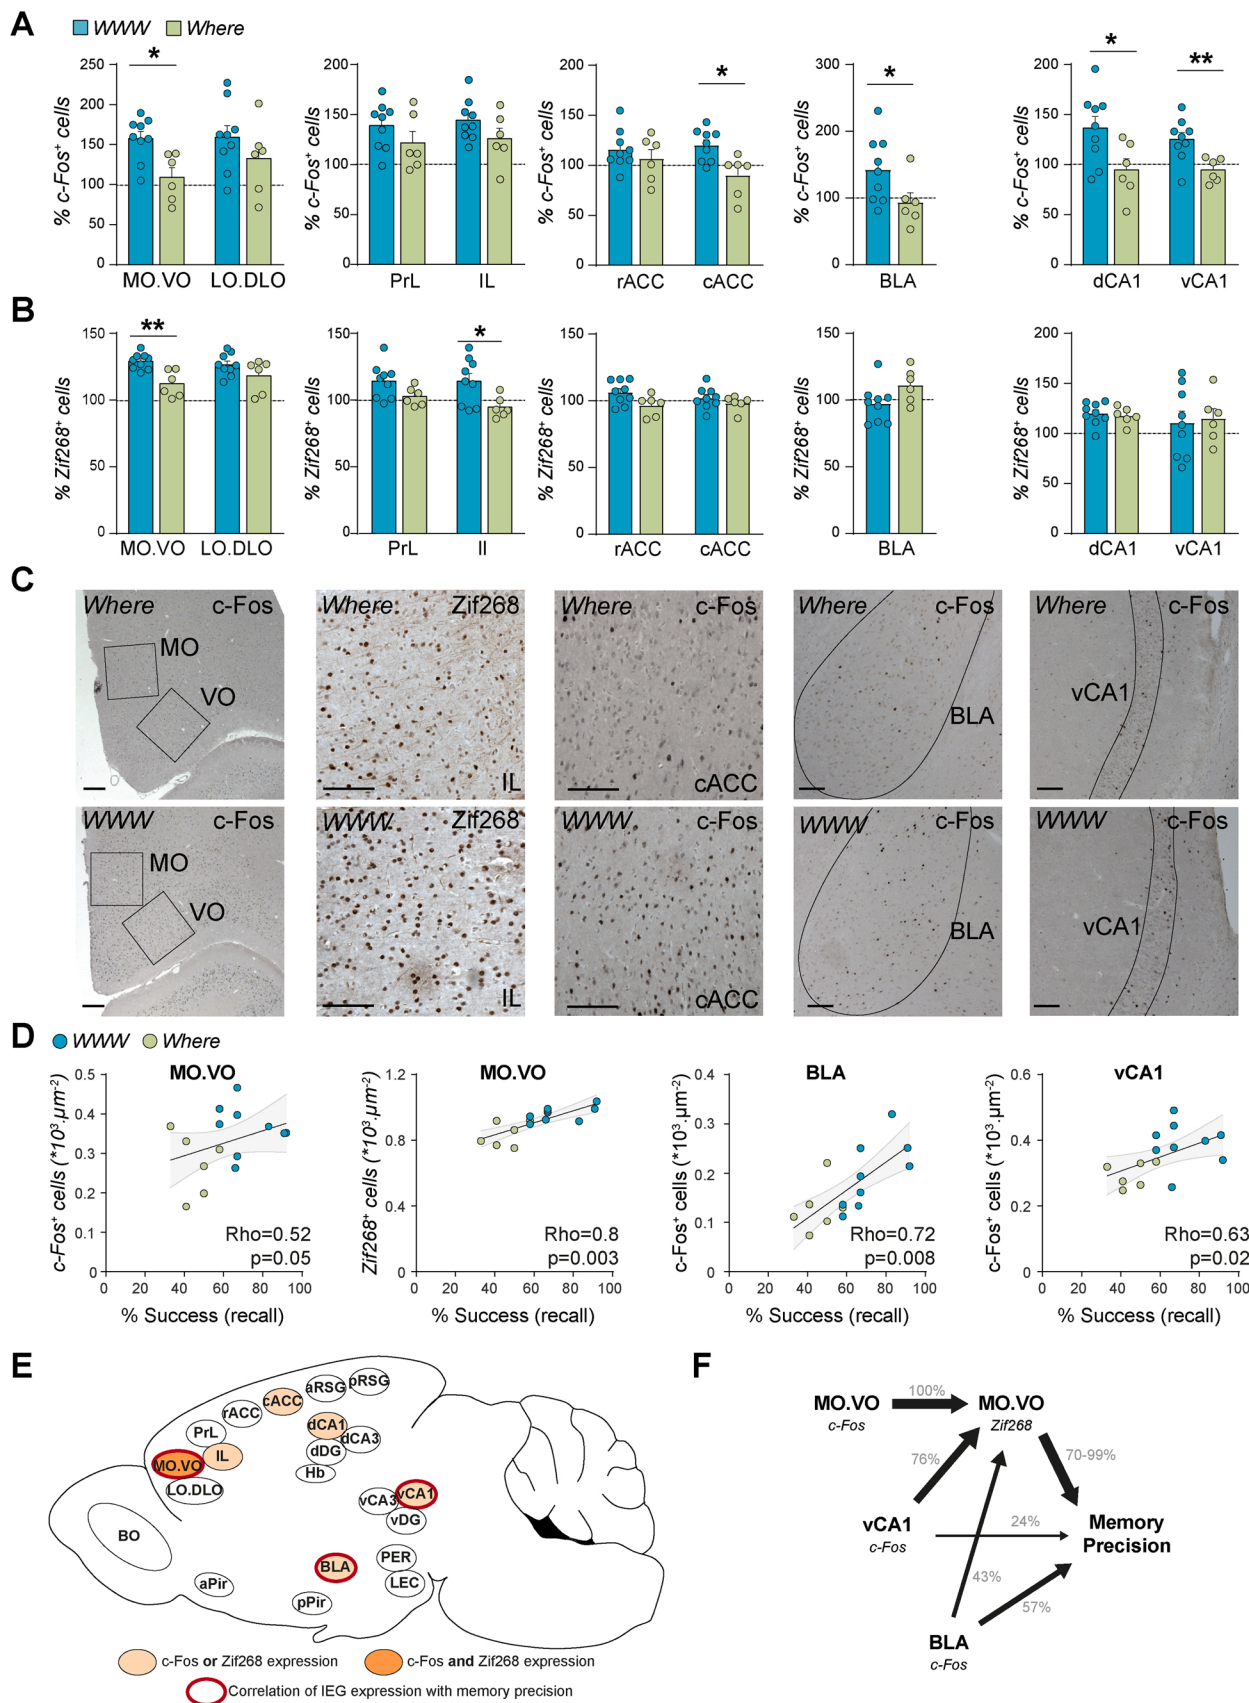 A
WWW Where
% c-Fos+ cells
250
200
150
100
50
0
*
MO.VO LO.DLO
% c-Fos+ cells
200
150
100
50
0
PrL IL
% c-Fos+ cells
200
150
100
50
0
*
rACC cACC
% c-Fos+ cells
300
200
100
0
*
BLA
% c-Fos+ cells
200
150
100
50
0
*
**
dCA1 vCA1
B
% Zif268+ cells
150
100
50
0
**
MO.VO LO.DLO
% Zif268+ cells
150
100
50
0
*
PrL II
% Zif268+ cells
150
100
50
0
rACC cACC
% Zif268+ cells
150
100
50
0
BLA
% Zif268+ cells
200
150
100
50
0
dCA1 vCA1
C
Where c-Fos
MO
VO
Where Zif268
IL
Where c-Fos
cACC
Where c-Fos
BLA
Where c-Fos
vCA1
WWW c-Fos
MO
VO
WWW Zif268
IL
WWW c-Fos
cACC
WWW c-Fos
BLA
WWW c-Fos
vCA1
D
WWW Where
MO.VO
c-Fos+ cells (*10³.µm-2)
0.5
0.4
0.3
0.2
0.1
0
Rho=0.52
p=0.05
0 20 40 60 80 100
% Success (recall)
MO.VO
Zif268+ cells (*10³.µm-2)
1.2
0.8
0.4
0
Rho=0.8
p=0.003
0 20 40 60 80 100
% Success (recall)
BLA
c-Fos+ cells (*10³.µm-2)
0.4
0.3
0.2
0.1
0
Rho=0.72
p=0.008
0 20 40 60 80 100
% Success (recall)
vCA1
c-Fos+ cells (*10³.µm-2)
0.6
0.4
0.2
0
Rho=0.63
p=0.02
0 20 40 60 80 100
% Success (recall)
E
aRSG pRSG
cACC
rACC
PrL
dCA1
dCA3
IL
dDG
MO.VO
Hb
LO.DLO
vCA3 vCA1
vDG
BO
PER
BLA
LEC
aPir
pPir
c-Fos or Zif268 expression
c-Fos and Zif268 expression
Correlation of IEG expression with memory precision
F
MO.VO
c-Fos
100%
MO.VO
Zif268
76%
70-99%
vCA1
c-Fos
24%
Memory
Precision
43%
57%
BLA
c-Fos